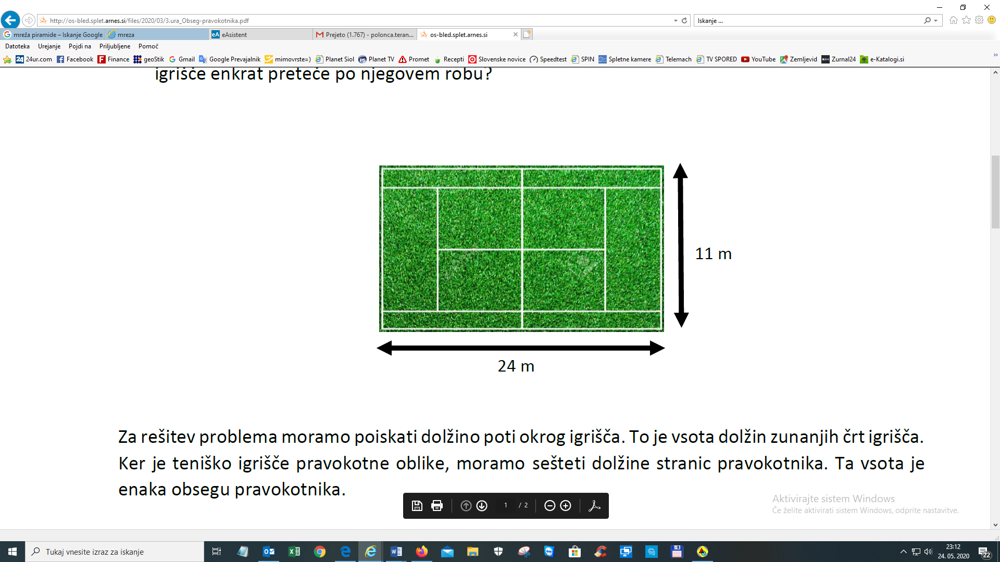 http://os-bled.splet.arnes.si/files/2020/03/3.ura_Obseg-pravokotnika.pdf
Iskanje ...
mreža piramide – Iskanje Google
mreza
eAsistent
Prejeto (1.767) - polonca.teran...
os-bled.splet.arnes.si
Datoteka Urejanje Pojdi na Priljubljene Pomoč
24ur.com Facebook Finance geoStik Gmail Google Prevajalnik mimovrste=) Planet Siol Planet TV Promet Recepti Slovenske novice Speedtest SPIN Spletne kamere Telemach TV SPORED YouTube Zemljevid Zurnal24 e-Katalogi.si
igrišče enkrat preteče po njegovem robu?
11 m
24 m
Za rešitev problema moramo poiskati dolžino poti okrog igrišča. To je vsota dolžin zunanjih črt igrišča.
Ker je teniško igrišče pravokotne oblike, moramo sešteti dolžine stranic pravokotnika. Ta vsota je
enaka obsegu pravokotnika.
1 / 2
Aktivirajte sistem Windows
Če želite aktivirati sistem Windows, odprite nastavitve.
Tukaj vnesite izraz za iskanje
23:12
24. 05. 2020
22